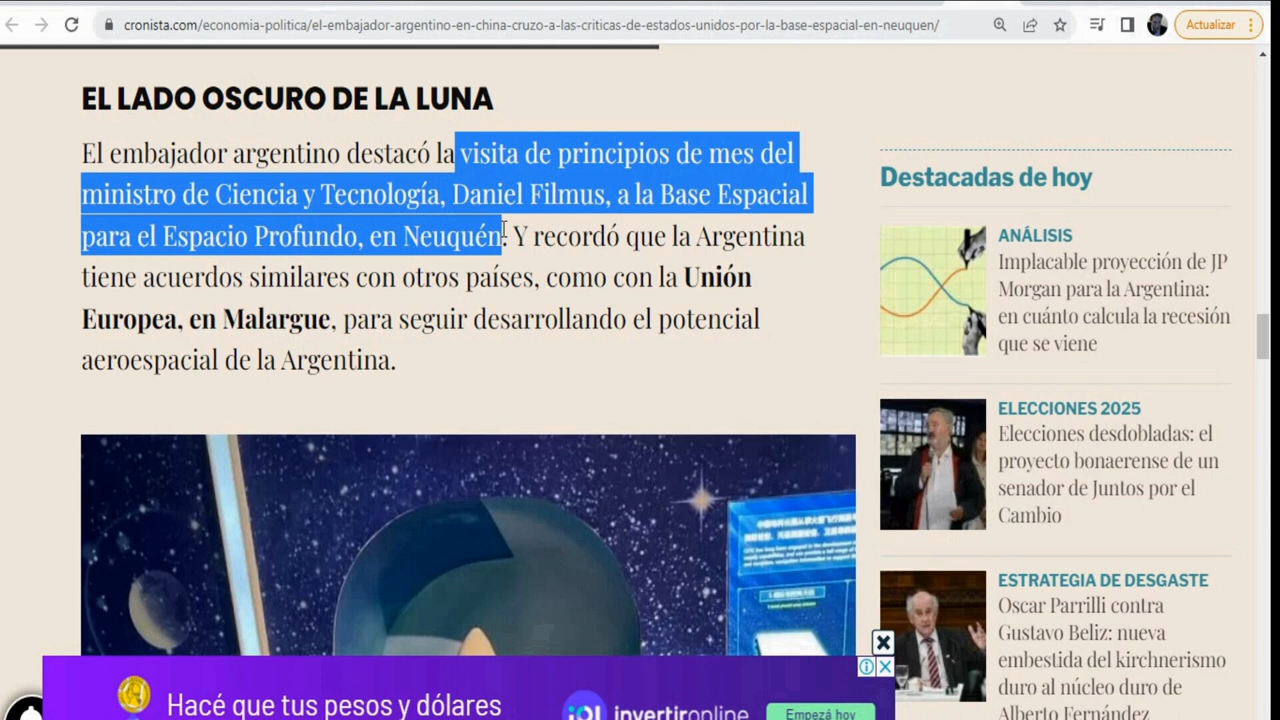 cronista.com/economia-politica/el-embajador-argentino-en-china-cruzo-a-las-criticas-de-estados-unidos-por-la-base-espacial-en-neuquen/
Actualizar
EL LADO OSCURO DE LA LUNA
El embajador argentino destacó la visita de principios de mes del
ministro de Ciencia y Tecnología, Daniel Filmus, a la Base Espacial
para el Espacio Profundo, en Neuquén. Y recordó que la Argentina
tiene acuerdos similares con otros países, como con la Unión
Europea, en Malargue, para seguir desarrollando el potencial
aeroespacial de la Argentina.
Destacadas de hoy
ANÁLISIS
Implacable proyección de JP
Morgan para la Argentina:
en cuánto calcula la recesión
que se viene
ELECCIONES 2025
Elecciones desdobladas: el
proyecto bonaerense de un
senador de Juntos por el
Cambio
ESTRATEGIA DE DESGASTE
Oscar Parrilli contra
Gustavo Beliz: nueva
embestida del kirchnerismo
duro al núcleo duro de
Alberto Fernández
Hacé que tus pesos y dólares
iol invertironline
Empezá hoy